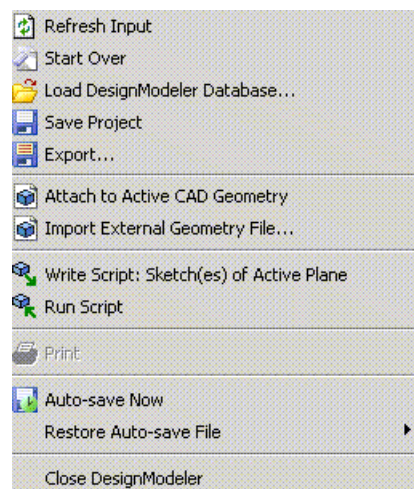 Refresh Input
Start Over
Load DesignModeler Database...
Save Project
Export...
Attach to Active CAD Geometry
Import External Geometry File...
Write Script: Sketch(es) of Active Plane
Run Script
Print
Auto-save Now
Restore Auto-save File
Close DesignModeler